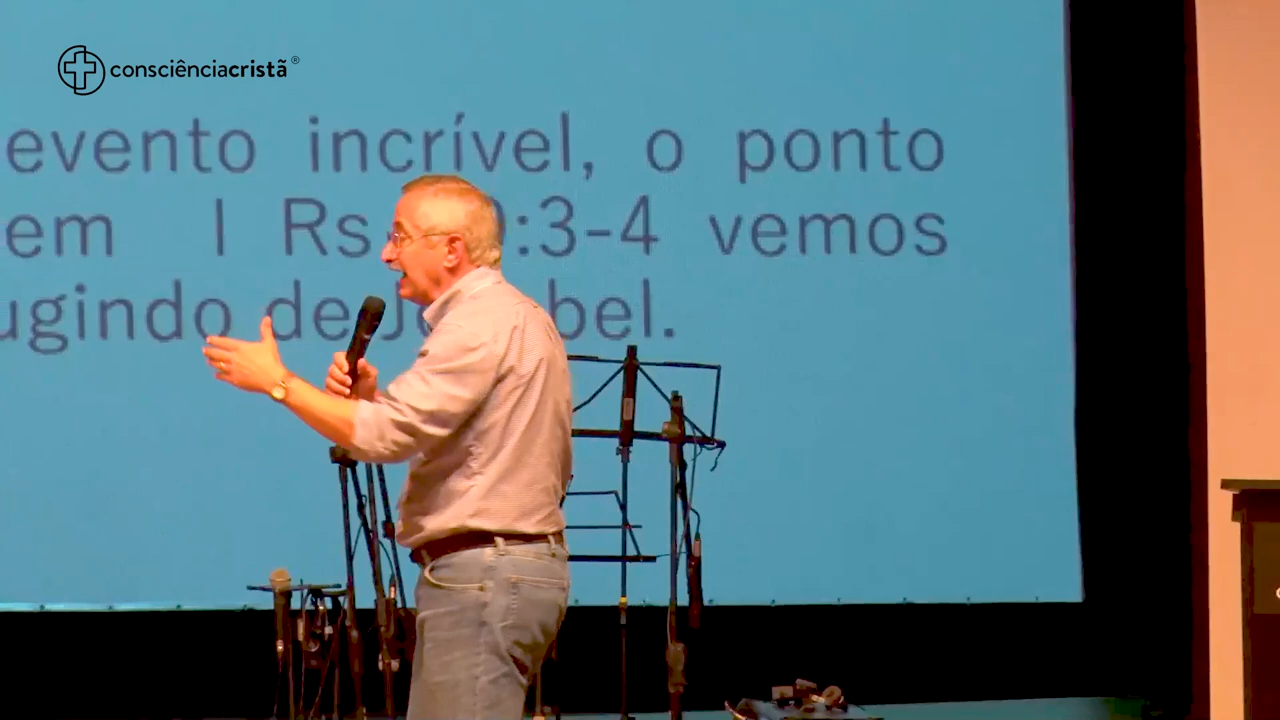 consciênciacristã®
evento incrível, o ponto
em I Rs :3-4 vemos
ugindo de J bel.